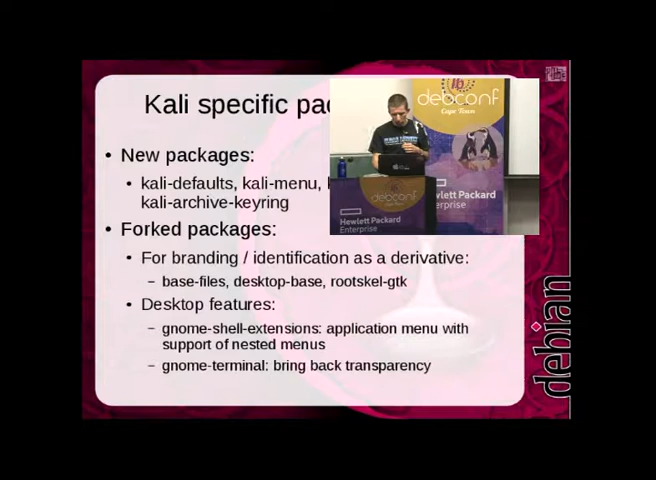 Kali specific
New packages:
kali-defaults, kali-menu,
kali-archive-keyring
Forked packages:
For branding / identification as a derivative:
– base-files, desktop-base, rootskel-gtk
Desktop features:
– gnome-shell-extensions: application menu with
support of nested menus
– gnome-terminal: bring back transparency
debian
debconf
Cape Town
Hewlett Packard
Enterprise
debconf
Hewlett Packard
Enterprise